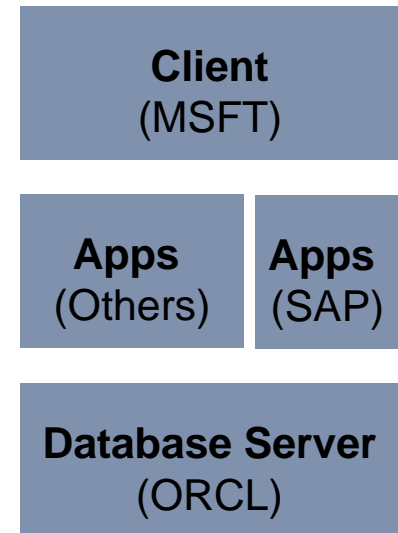 Client
(MSFT)
Apps
(Others)
Apps
(SAP)
Database Server
(ORCL)